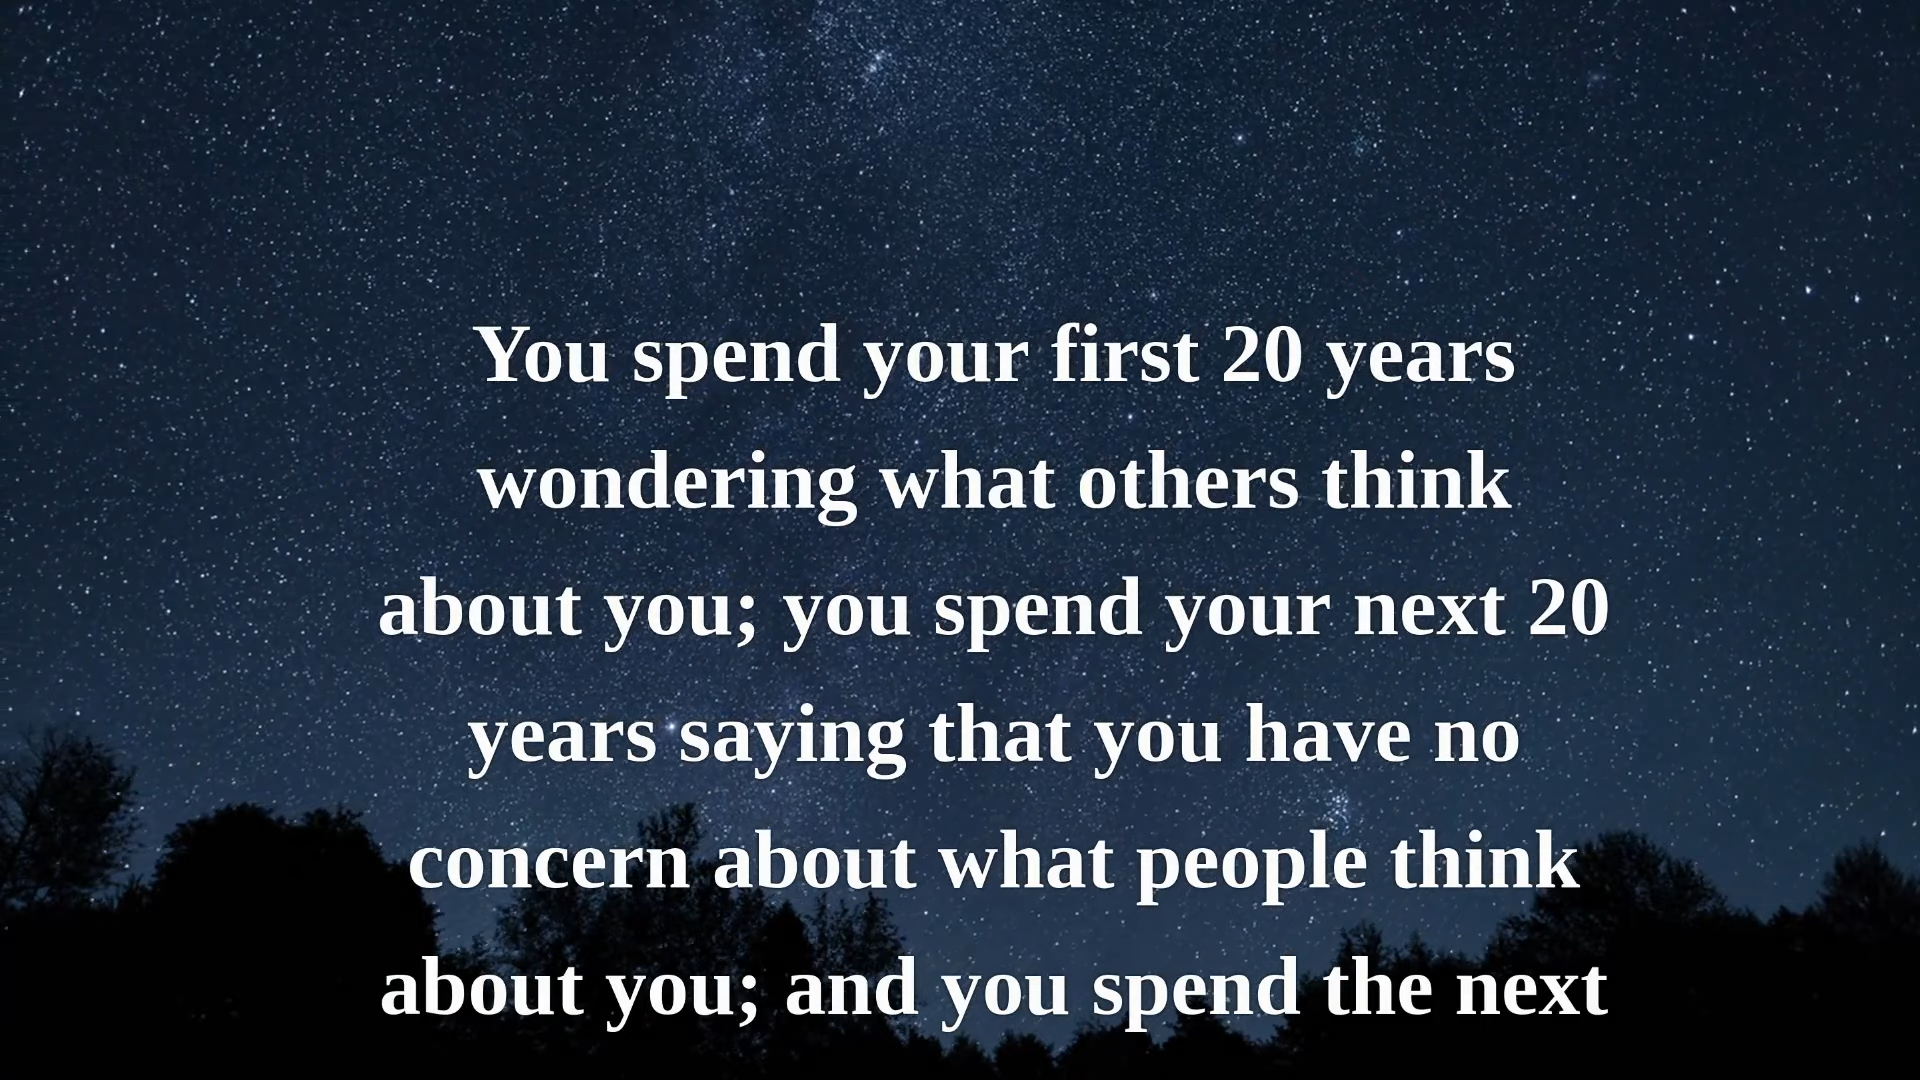 You spend your first 20 years
wondering what others think
about you; you spend your next 20
years saying that you have no
concern about what people think
about you; and you spend the next